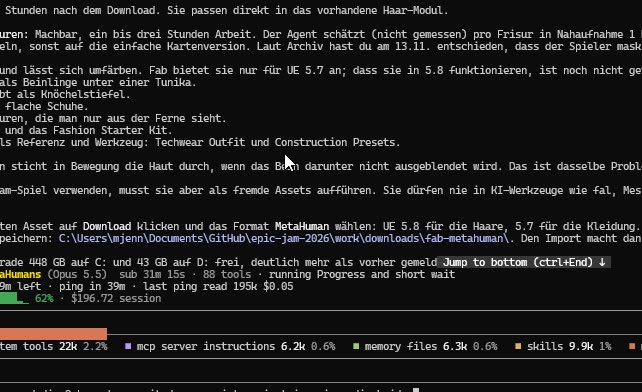 Stunden nach dem Download. Sie passen direkt in das vorhandene Haar-Modul.
uren: Machbar, ein bis drei Stunden Arbeit. Der Agent schätzt (nicht gemessen) pro Frisur in Nahaufnahme 1
eln, sonst auf die einfache Kartenversion. Laut Archiv hast du am 13.11. entschieden, dass der Spieler mask
und lässt sich umfärben. Fab bietet sie nur für UE 5.7 an; dass sie in 5.8 funktionieren, ist noch nicht ge
als Beinlinge unter einer Tunika.
bt als Knöchelstiefel.
flache Schuhe.
uren, die man nur aus der Ferne sieht.
und das Fashion Starter Kit.
ls Referenz und Werkzeug: Techwear Outfit und Construction Presets.
n sticht in Bewegung die Haut durch, wenn das Bein darunter nicht ausgeblendet wird. Das ist dasselbe Probl
am-Spiel verwenden, musst sie aber als fremde Assets aufführen. Sie dürfen nie in KI-Werkzeuge wie fal, Mes
ten Asset auf Download klicken und das Format MetaHuman wählen: UE 5.8 für die Haare, 5.7 für die Kleidung.
peichern: C:\Users\mjenn\Documents\GitHub\epic-jam-2026\work\downloads\fab-metahuman\. Den Import macht dan
rade 448 GB auf C: und 43 GB auf D: frei, deutlich mehr als vorher gemeld Jump to bottom (ctrl+End) ↓
aHumans (Opus 5.5) sub 31m 15s · 88 tools · running Progress and short wait
9m left · ping in 39m · last ping read 195k $0.05
62% · $196.72 session
tem tools 22k 2.2% mcp server instructions 6.2k 0.6% memory files 6.3k 0.6% skills 9.9k 1%